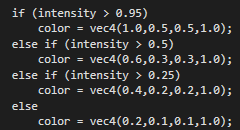 if (intensity > 0.95)
    color = vec4(1.0,0.5,0.5,1.0);
else if (intensity > 0.5)
    color = vec4(0.6,0.3,0.3,1.0);
else if (intensity > 0.25)
    color = vec4(0.4,0.2,0.2,1.0);
else
    color = vec4(0.2,0.1,0.1,1.0);